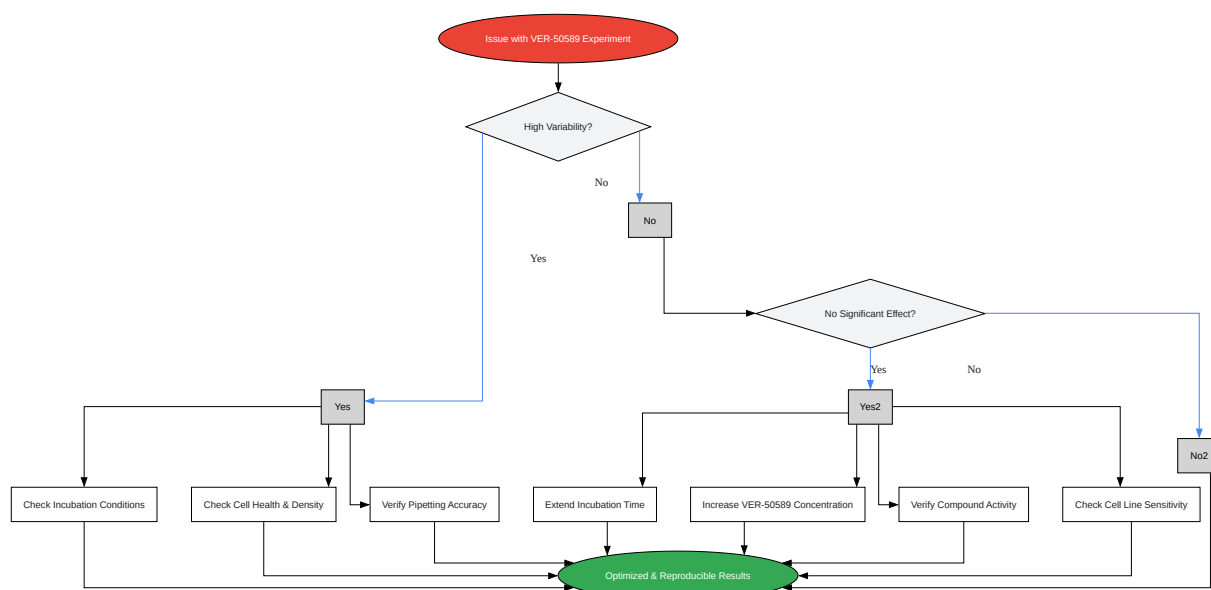 Issue with VER-50589 Experiment
High Variability?
No
No
Yes
No Significant Effect?
Yes
No
Yes
Yes2
No2
Check Incubation Conditions
Check Cell Health & Density
Verify Pipetting Accuracy
Extend Incubation Time
Increase VER-50589 Concentration
Verify Compound Activity
Check Cell Line Sensitivity
Optimized & Reproducible Results